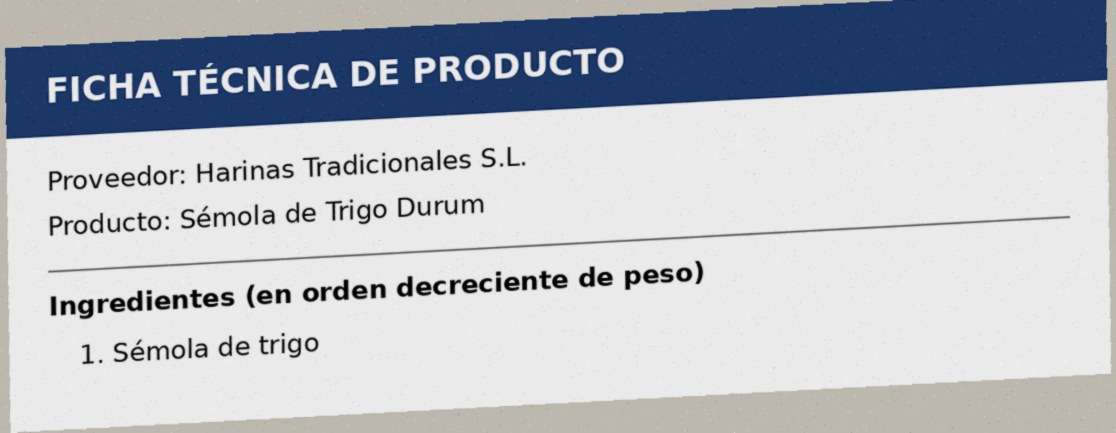 FICHA TÉCNICA DE PRODUCTO
Proveedor: Harinas Tradicionales S.L.
Producto: Sémola de Trigo Durum
Ingredientes (en orden decreciente de peso)
1. Sémola de trigo